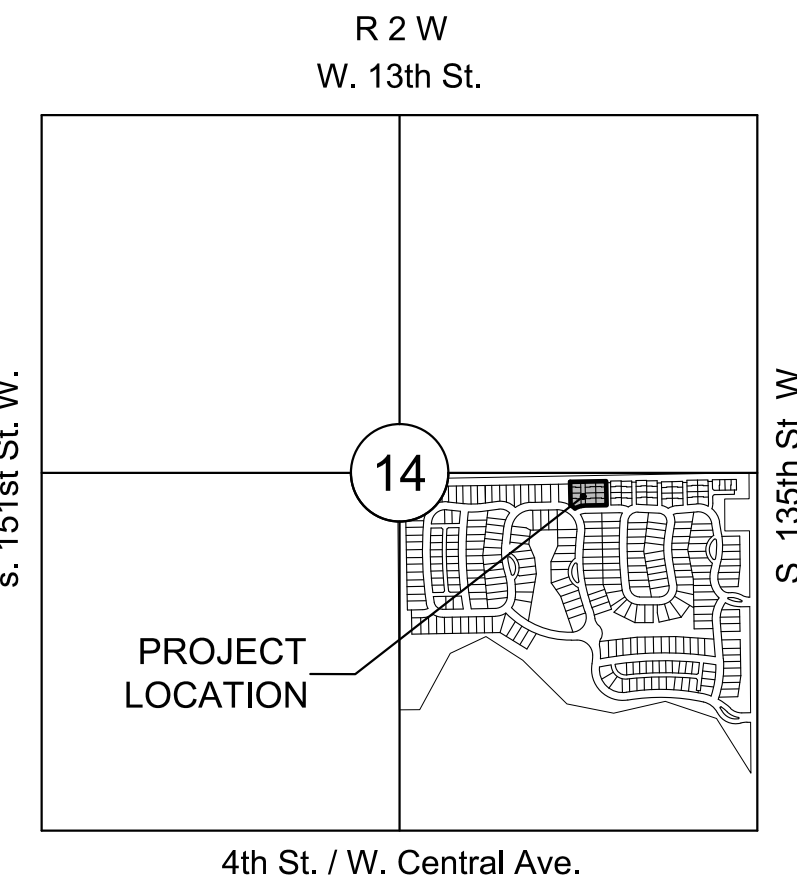 R 2 W
W. 13th St.
s. 151st St. W.
S. 135th St. W
14
PROJECT
LOCATION
4th St. / W. Central Ave.